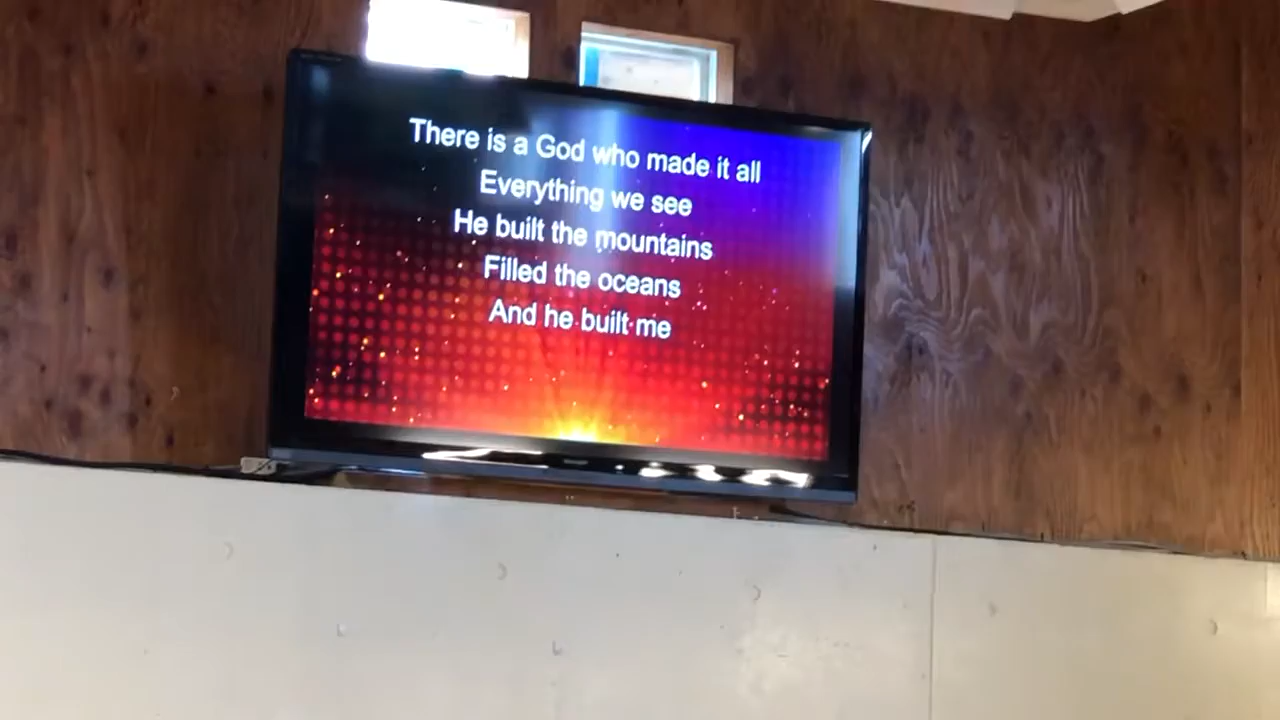 There is a God who made it all
Everything we see
He built the mountains
Filled the oceans
And he built me